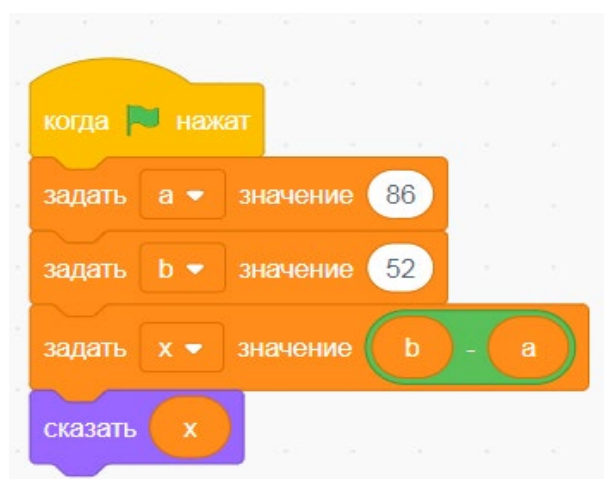 когда нажат
задать a значение 86
задать b значение 52
задать x значение b - a
сказать x